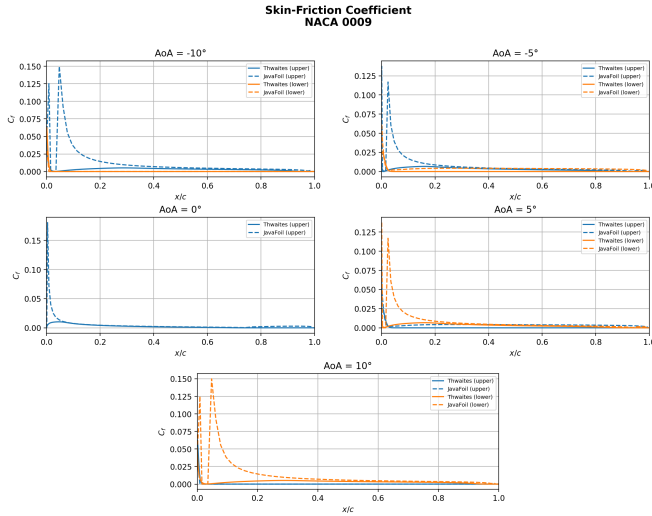 Skin-Friction Coefficient
NACA 0009
AoA = -10°
Thwaites (upper)
JavaFoil (upper)
Thwaites (lower)
JavaFoil (lower)
0.150
0.125
0.100
0.075
0.050
0.025
0.000
Cf
0.0 0.2 0.4 0.6 0.8 1.0
x/c
AoA = -5°
Thwaites (upper)
JavaFoil (upper)
Thwaites (lower)
JavaFoil (lower)
0.125
0.100
0.075
0.050
0.025
0.000
Cf
0.0 0.2 0.4 0.6 0.8 1.0
x/c
AoA = 0°
Thwaites (upper)
JavaFoil (upper)
0.15
0.10
0.05
0.00
Cf
0.0 0.2 0.4 0.6 0.8 1.0
x/c
AoA = 5°
Thwaites (upper)
JavaFoil (upper)
Thwaites (lower)
JavaFoil (lower)
0.125
0.100
0.075
0.050
0.025
0.000
Cf
0.0 0.2 0.4 0.6 0.8 1.0
x/c
AoA = 10°
Thwaites (upper)
JavaFoil (upper)
Thwaites (lower)
JavaFoil (lower)
0.150
0.125
0.100
0.075
0.050
0.025
0.000
Cf
0.0 0.2 0.4 0.6 0.8 1.0
x/c